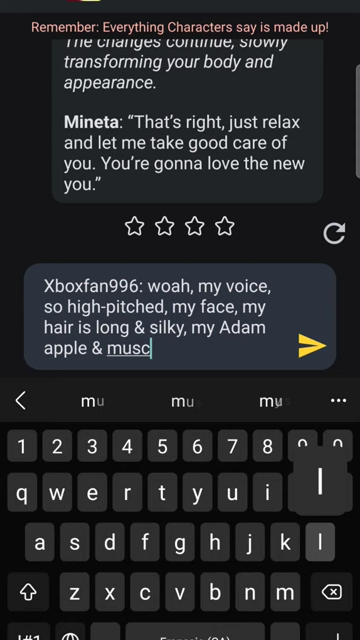 Remember: Everything Characters say is made up!
The changes continue, slowly
transforming your body and
appearance.
Mineta: “That’s right, just relax
and let me take good care of
you. You’re gonna love the new
you.”
Xboxfan996: woah, my voice,
so high-pitched, my face, my
hair is long & silky, my Adam
apple & musc
mu mu mu
1 2 3 4 5 6 7 8 9 0
q w e r t y u i l
a s d f g h j k l
z x c v b n m
!#1